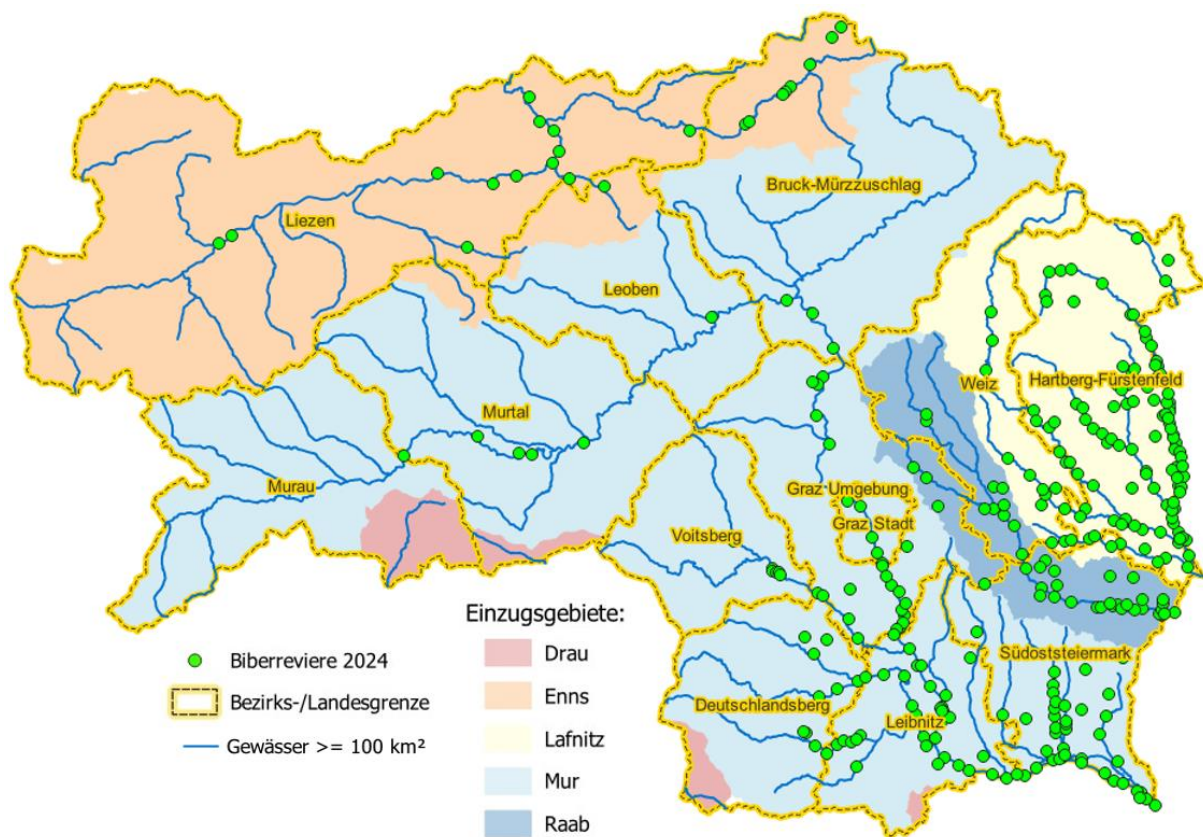 Bruck-Mürzzuschlag
Liezen
Leoben
Weiz
Hartberg-Fürstenfeld
Murtal
Murau
Graz Umgebung
Graz Stadt
Voitsberg
Südoststeiermark
Deutschlandsberg
Leibnitz
Biberreviere 2024
Bezirks-/Landesgrenze
Gewässer >= 100 km²
Einzugsgebiete:
Drau
Enns
Lafnitz
Mur
Raab